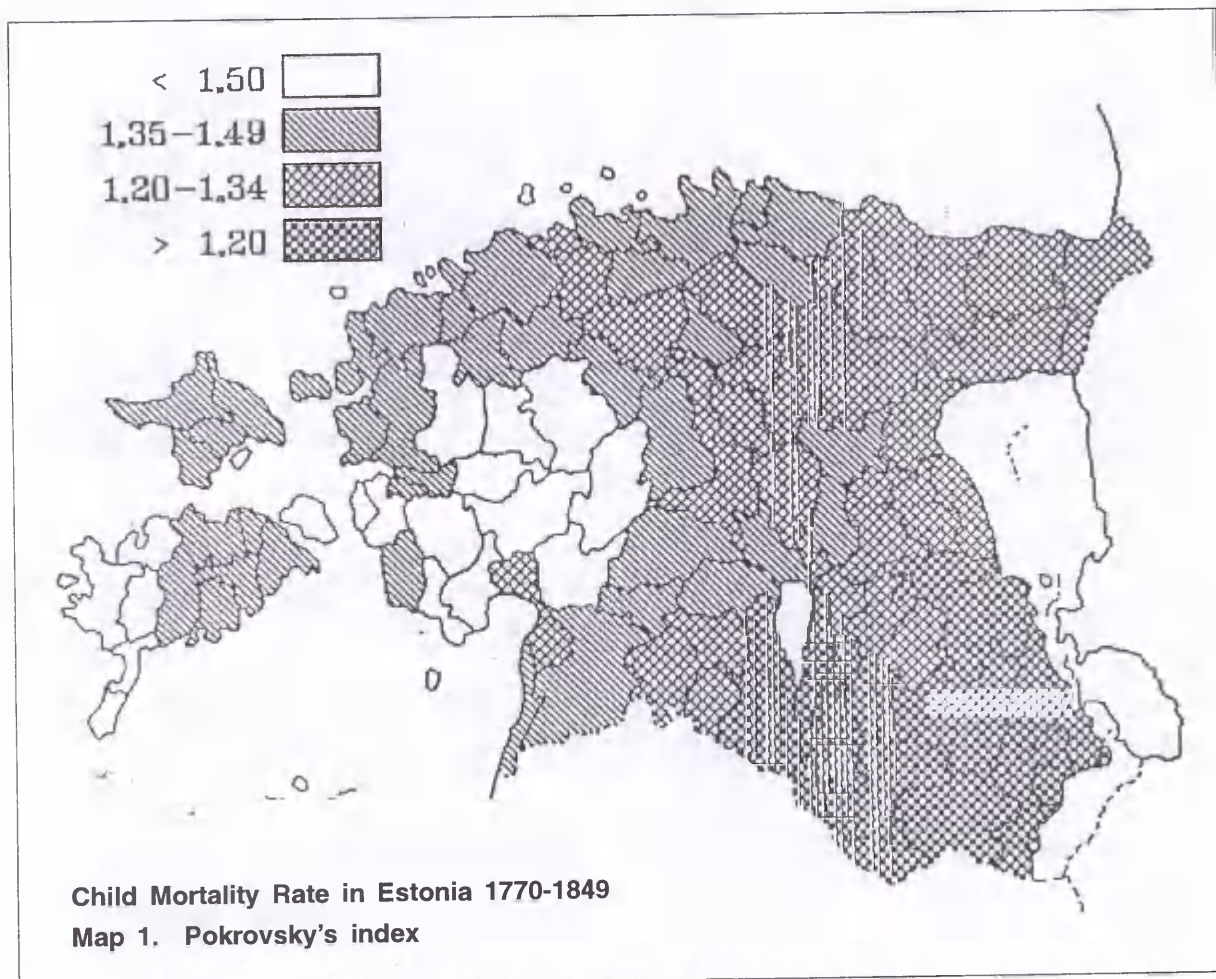 < 1.50
1.35-1.49
1.20-1.34
> 1.20
Child Mortality Rate in Estonia 1770-1849
Map 1. Pokrovsky's index